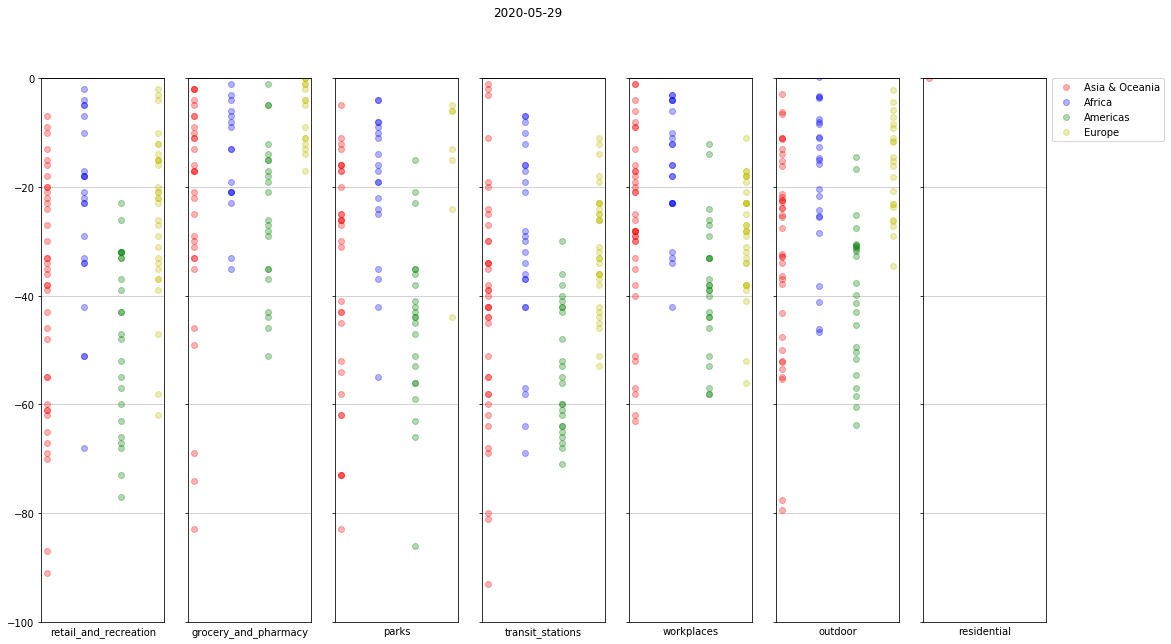 2020-05-29
0
−20
−40
−60
−80
−100
retail_and_recreation
grocery_and_pharmacy
parks
transit_stations
workplaces
outdoor
residential
Asia & Oceania
Africa
Americas
Europe